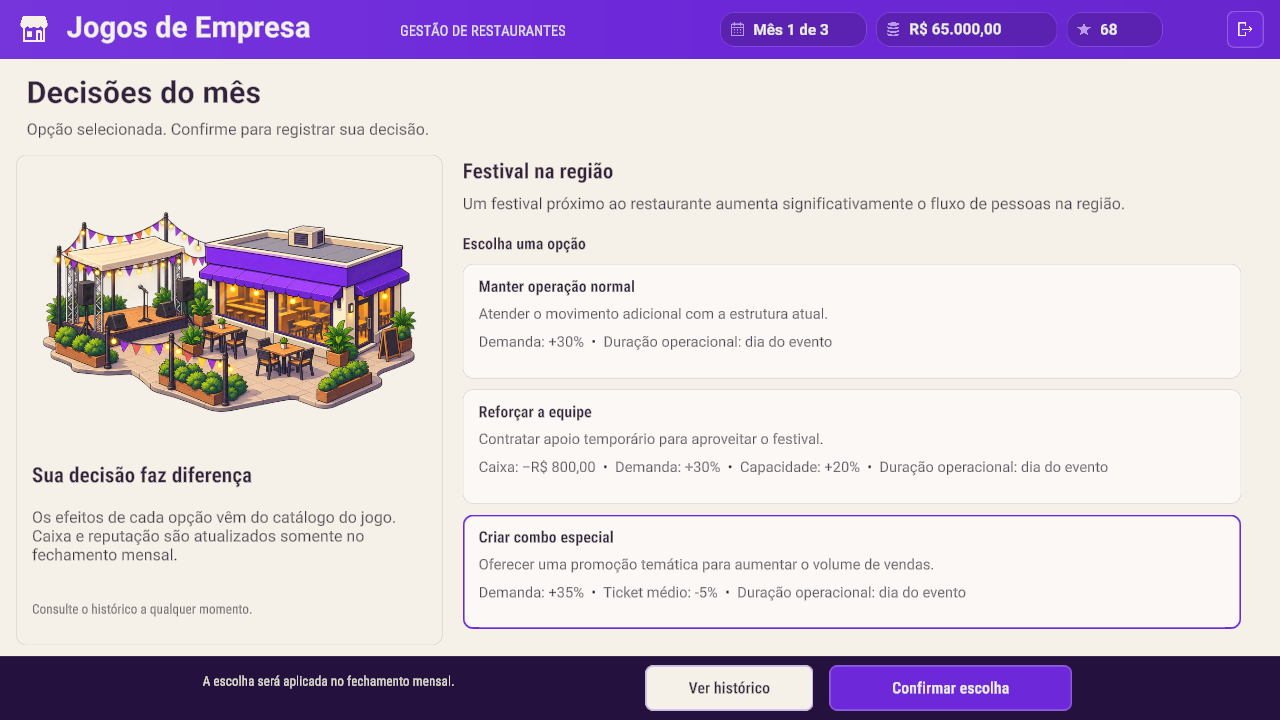 Jogos de Empresa
GESTÃO DE RESTAURANTES
Mês 1 de 3
R$ 65.000,00
68
Decisões do mês
Opção selecionada. Confirme para registrar sua decisão.
Sua decisão faz diferença
Os efeitos de cada opção vêm do catálogo do jogo.
Caixa e reputação são atualizados somente no
fechamento mensal.
Consulte o histórico a qualquer momento.
Festival na região
Um festival próximo ao restaurante aumenta significativamente o fluxo de pessoas na região.
Escolha uma opção
Manter operação normal
Atender o movimento adicional com a estrutura atual.
Demanda: +30% • Duração operacional: dia do evento
Reforçar a equipe
Contratar apoio temporário para aproveitar o festival.
Caixa: −R$ 800,00 • Demanda: +30% • Capacidade: +20% • Duração operacional: dia do evento
Criar combo especial
Oferecer uma promoção temática para aumentar o volume de vendas.
Demanda: +35% • Ticket médio: -5% • Duração operacional: dia do evento
A escolha será aplicada no fechamento mensal.
Ver histórico
Confirmar escolha